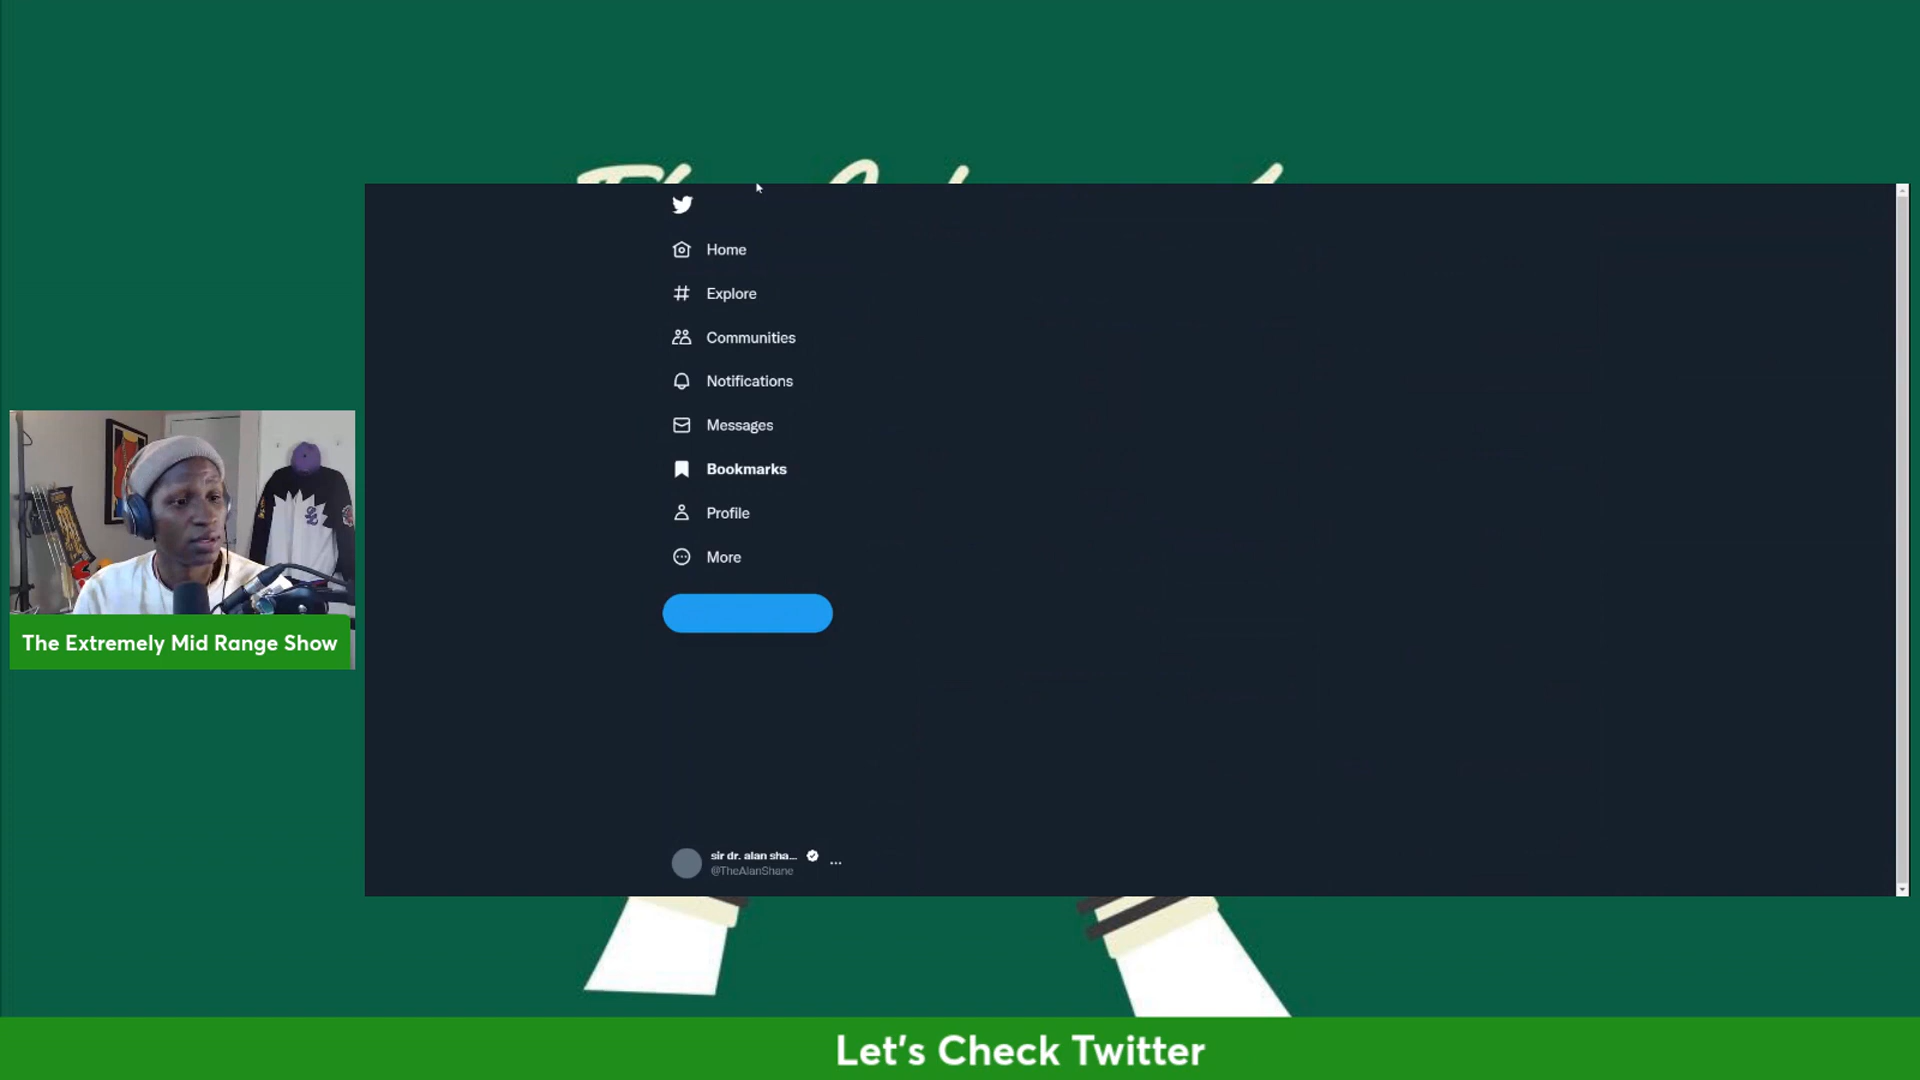 Home
Explore
Communities
Notifications
Messages
Bookmarks
Profile
More
sir dr. alan sha...
@TheAlanShane
The Extremely Mid Range Show
Let's Check Twitter